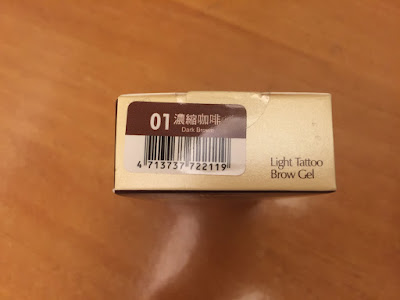 01 濃縮咖啡
Dark Brown
4 713737 722119
Light Tattoo
Brow Gel